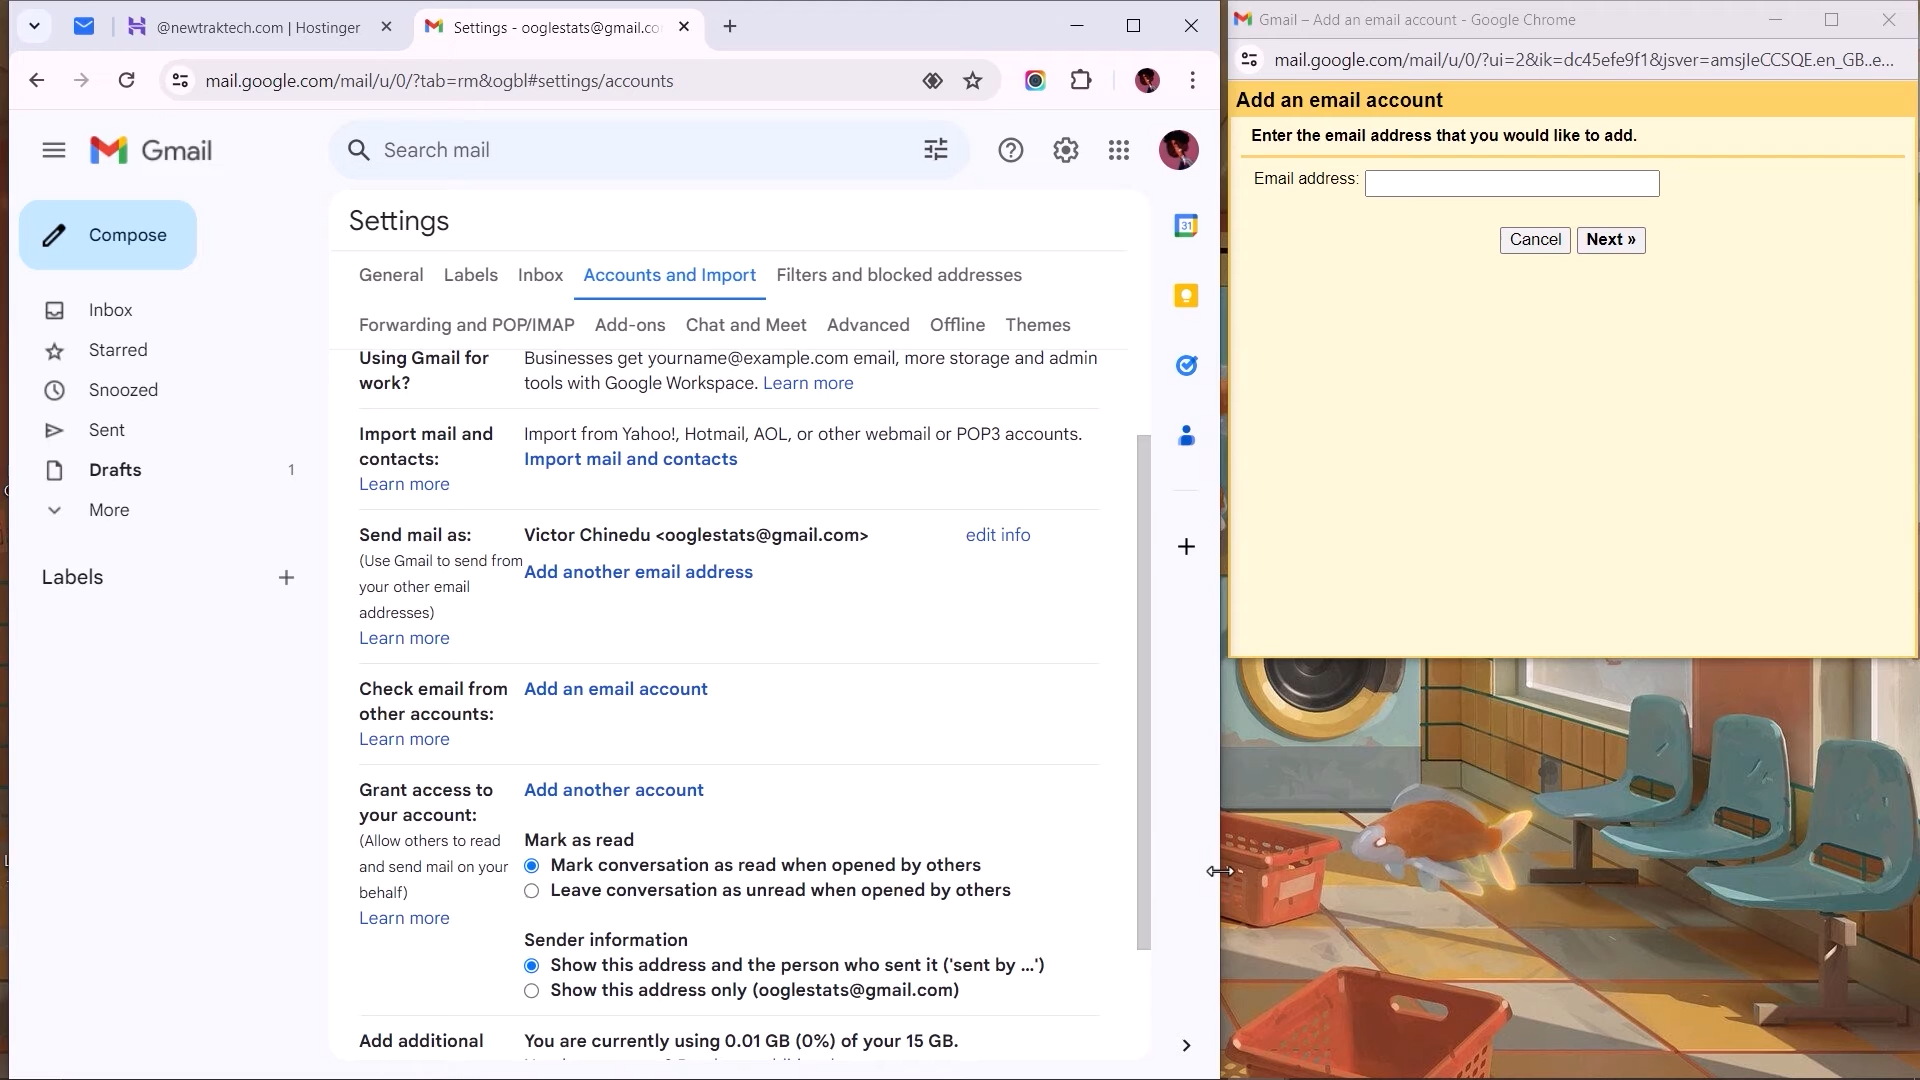 @newtraktech.com | Hostinger
Settings - ooglestats@gmail.co
mail.google.com/mail/u/0/?tab=rm&ogbl#settings/accounts
Gmail
Search mail
Compose
Inbox
Starred
Snoozed
Sent
Drafts 1
More
Labels
Settings
General Labels Inbox Accounts and Import Filters and blocked addresses
Forwarding and POP/IMAP Add-ons Chat and Meet Advanced Offline Themes
Using Gmail for work?
Businesses get yourname@example.com email, more storage and admin
tools with Google Workspace. Learn more
Import mail and contacts:
Learn more
Import from Yahoo!, Hotmail, AOL, or other webmail or POP3 accounts.
Import mail and contacts
Send mail as:
(Use Gmail to send from
your other email
addresses)
Learn more
Victor Chinedu <ooglestats@gmail.com> edit info
Add another email address
Check email from
other accounts:
Learn more
Add an email account
Grant access to
your account:
(Allow others to read
and send mail on your
behalf)
Learn more
Add another account
Mark as read
Mark conversation as read when opened by others
Leave conversation as unread when opened by others
Sender information
Show this address and the person who sent it ('sent by ...')
Show this address only (ooglestats@gmail.com)
Add additional
You are currently using 0.01 GB (0%) of your 15 GB.
31
Gmail – Add an email account - Google Chrome
mail.google.com/mail/u/0/?ui=2&ik=dc45efe9f1&jsver=amsjIeCCSQE.en_GB..e...
Add an email account
Enter the email address that you would like to add.
Email address:
Cancel Next »